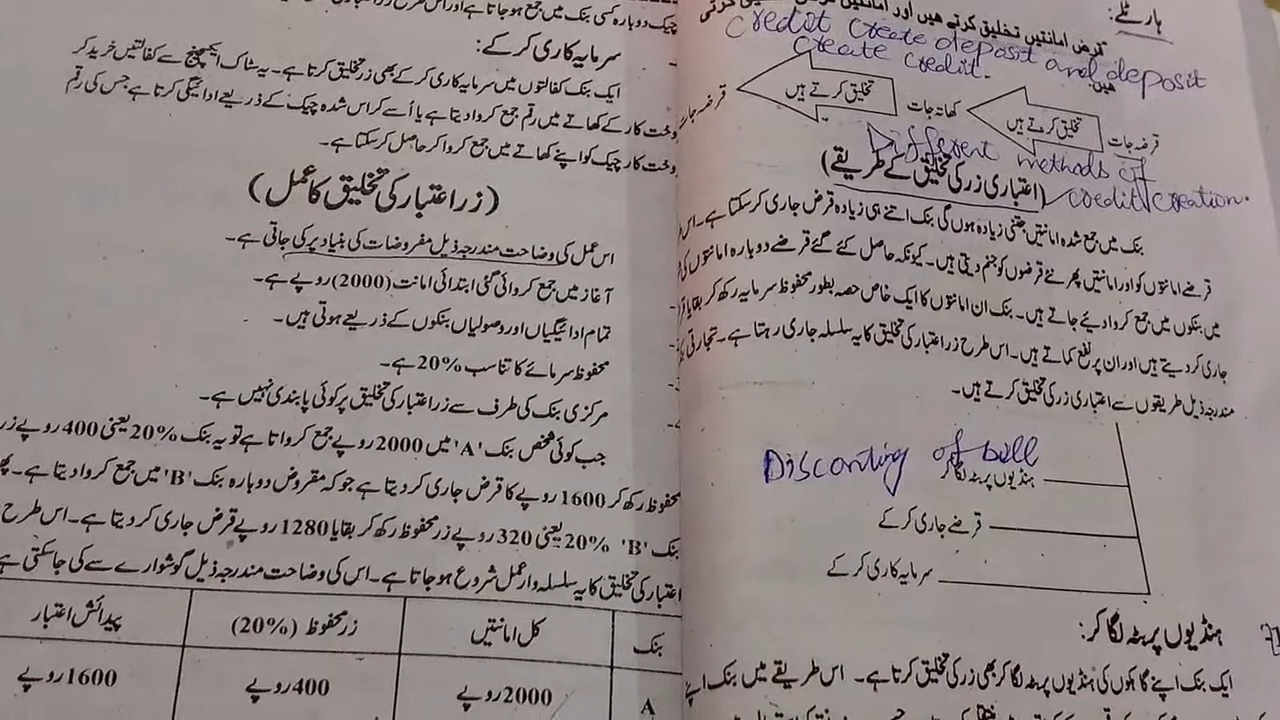 ہارٹلے:
قرض امانتیں تخلیق کرتے ھیں اور امانتیں
ھیں۔
credit create deposit and deposit
create credit.
قرضہ جات
تخلیق کرتے ہیں
کھاتہ جات
تخلیق کرتے ہیں
قرضہ جات
Different methods of
credit creation.
(اعتباری زر کی تخلیق کے طریقے)
بنک میں جمع شدہ امانتیں جتنی زیادہ ہوں گی بنک اتنے ہی زیادہ قرض جاری کرسکتا ہے۔ اس
قرضے امانتوں کو اور امانتیں پھر نئے قرضوں کو جنم دیتی ہیں۔ کیونکہ حاصل کئے گئے قرضے دوبارہ امانتوں کی
میں بنکوں میں جمع کروا دیئے جاتے ہیں۔ بنک ان امانتوں کا ایک خاص حصہ بطور محفوظ سرمایہ رکھ کر بقایا
جاری کر دیتے ہیں اور ان پر نفع کماتے ہیں۔ اس طرح زر اعتبار کی تخلیق کا یہ سلسلہ جاری رہتا ہے۔ تجارتی
مندرجہ ذیل طریقوں سے اعتباری زر کی تخلیق کرتے ہیں۔
Disconting of bill
ہنڈیوں پر بٹہ لگا کر
قرضے جاری کر کے
سرمایہ کاری کر کے
ہنڈیوں پر بٹہ لگا کر:
ایک بنک اپنے گاہکوں کی ہنڈیوں پر بٹہ لگا کر بھی زر کی تخلیق کرتا ہے۔ اس طریقے میں بنک اپنے
چیک دوبارہ کسی بنک میں جمع ہو جاتا ہے اور اس طرح
سرمایہ کاری کر کے:
ایک بنک کفالتوں میں سرمایہ کاری کر کے بھی زر تخلیق کرتا ہے۔ یہ سٹاک ایکسچینج سے کفالتیں خرید کر
وخت کار کے کھاتے میں رقم جمع کروا دیتا ہے یا اُسے کراس شدہ چیک کے ذریعے ادائیگی کرتا ہے جس کی رقم
وخت کار چیک کو اپنے کھاتے میں جمع کروا کر حاصل کر سکتا ہے۔
(زر اعتبار کی تخلیق کا عمل)
اس عمل کی وضاحت مندرجہ ذیل مفروضات کی بنیاد پر کی جاتی ہے۔
آغاز میں جمع کروائی گئی ابتدائی امانت (2000) روپے ہے۔
تمام ادائیگیاں اور وصولیاں بنکوں کے ذریعے ہوتی ہیں۔
محفوظ سرمائے کا تناسب 20% ہے۔
مرکزی بنک کی طرف سے زر اعتبار کی تخلیق پر کوئی پابندی نہیں ہے۔
جب کوئی شخص بنک 'A' میں 2000 روپے جمع کرواتا ہے تو یہ بنک 20% یعنی 400 روپے زر
محفوظ رکھ کر 1600 روپے کا قرض جاری کر دیتا ہے جو کہ مقروض دوبارہ بنک 'B' میں جمع کروا دیتا ہے۔
بنک 'B' 20% یعنی 320 روپے زر محفوظ رکھ کر بقایا 1280 روپے قرض جاری کر دیتا ہے۔ اس طرح
اعتبار کی تخلیق کا یہ سلسلہ وار عمل شروع ہو جاتا ہے۔ اس کی وضاحت مندرجہ ذیل گوشوارے سے کی جاسکتی ہے
بنک کل امانتیں زر محفوظ (20%) پیدائش اعتبار
A 2000 روپے 400 روپے 1600 روپے